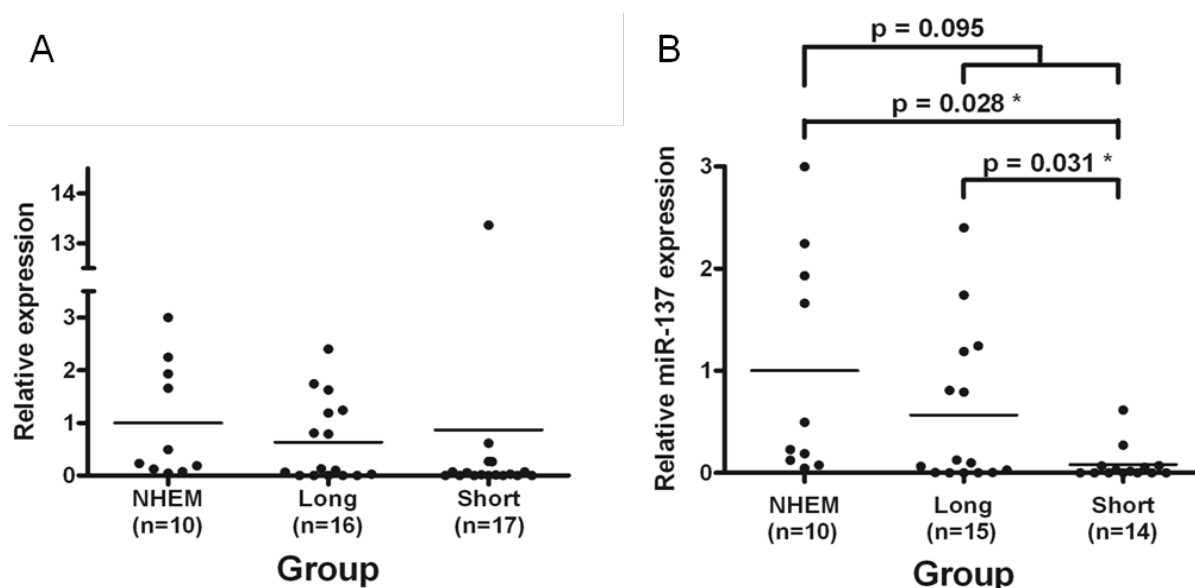 A
Relative expression
14
13
3
2
1
0
NHEM Long Short
(n=10) (n=16) (n=17)
Group
B
p = 0.095
p = 0.028 *
p = 0.031 *
Relative miR-137 expression
3
2
1
0
NHEM Long Short
(n=10) (n=15) (n=14)
Group